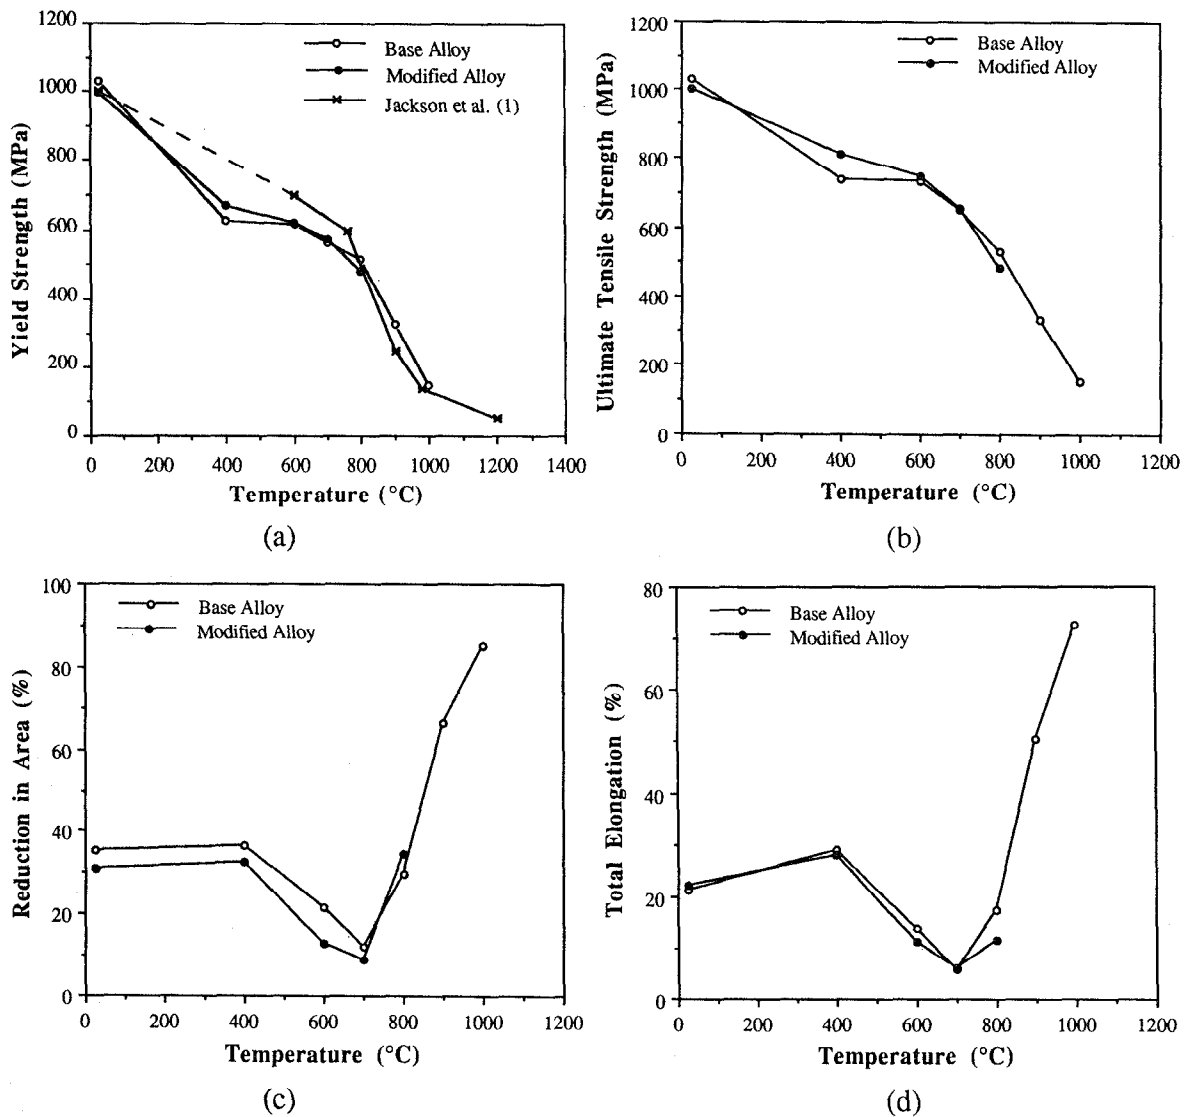 1200
1000
800
600
400
200
0
Yield Strength (MPa)
Base Alloy
Modified Alloy
Jackson et al. (1)
0 200 400 600 800 1000 1200 1400
Temperature (°C)
(a)
1200
1000
800
600
400
200
0
Ultimate Tensile Strength (MPa)
Base Alloy
Modified Alloy
0 200 400 600 800 1000 1200
Temperature (°C)
(b)
100
80
60
40
20
0
Reduction in Area (%)
Base Alloy
Modified Alloy
0 200 400 600 800 1000 1200
Temperature (°C)
(c)
80
60
40
20
0
Total Elongation (%)
Base Alloy
Modified Alloy
0 200 400 600 800 1000 1200
Temperature (°C)
(d)